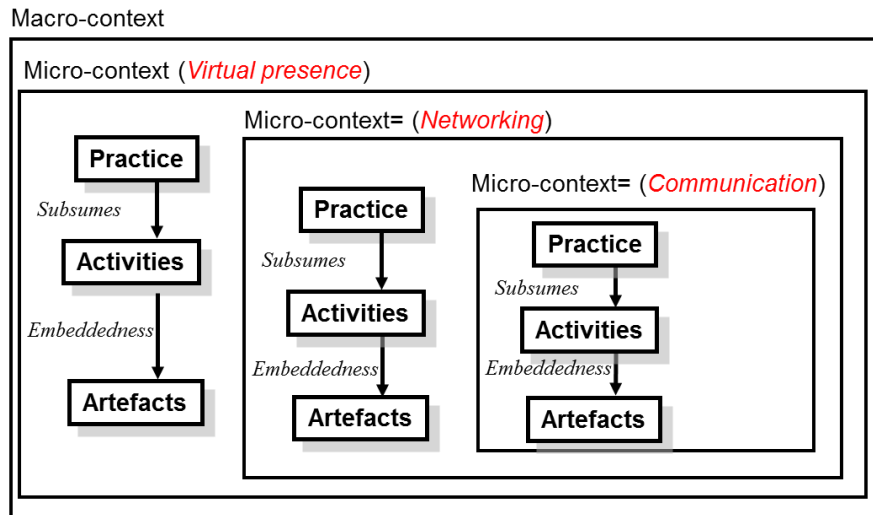 Macro-context
Micro-context (Virtual presence)
Practice
Subsumes
Activities
Embeddedness
Artefacts
Micro-context= (Networking)
Practice
Subsumes
Activities
Embeddedness
Artefacts
Micro-context= (Communication)
Practice
Subsumes
Activities
Embeddedness
Artefacts